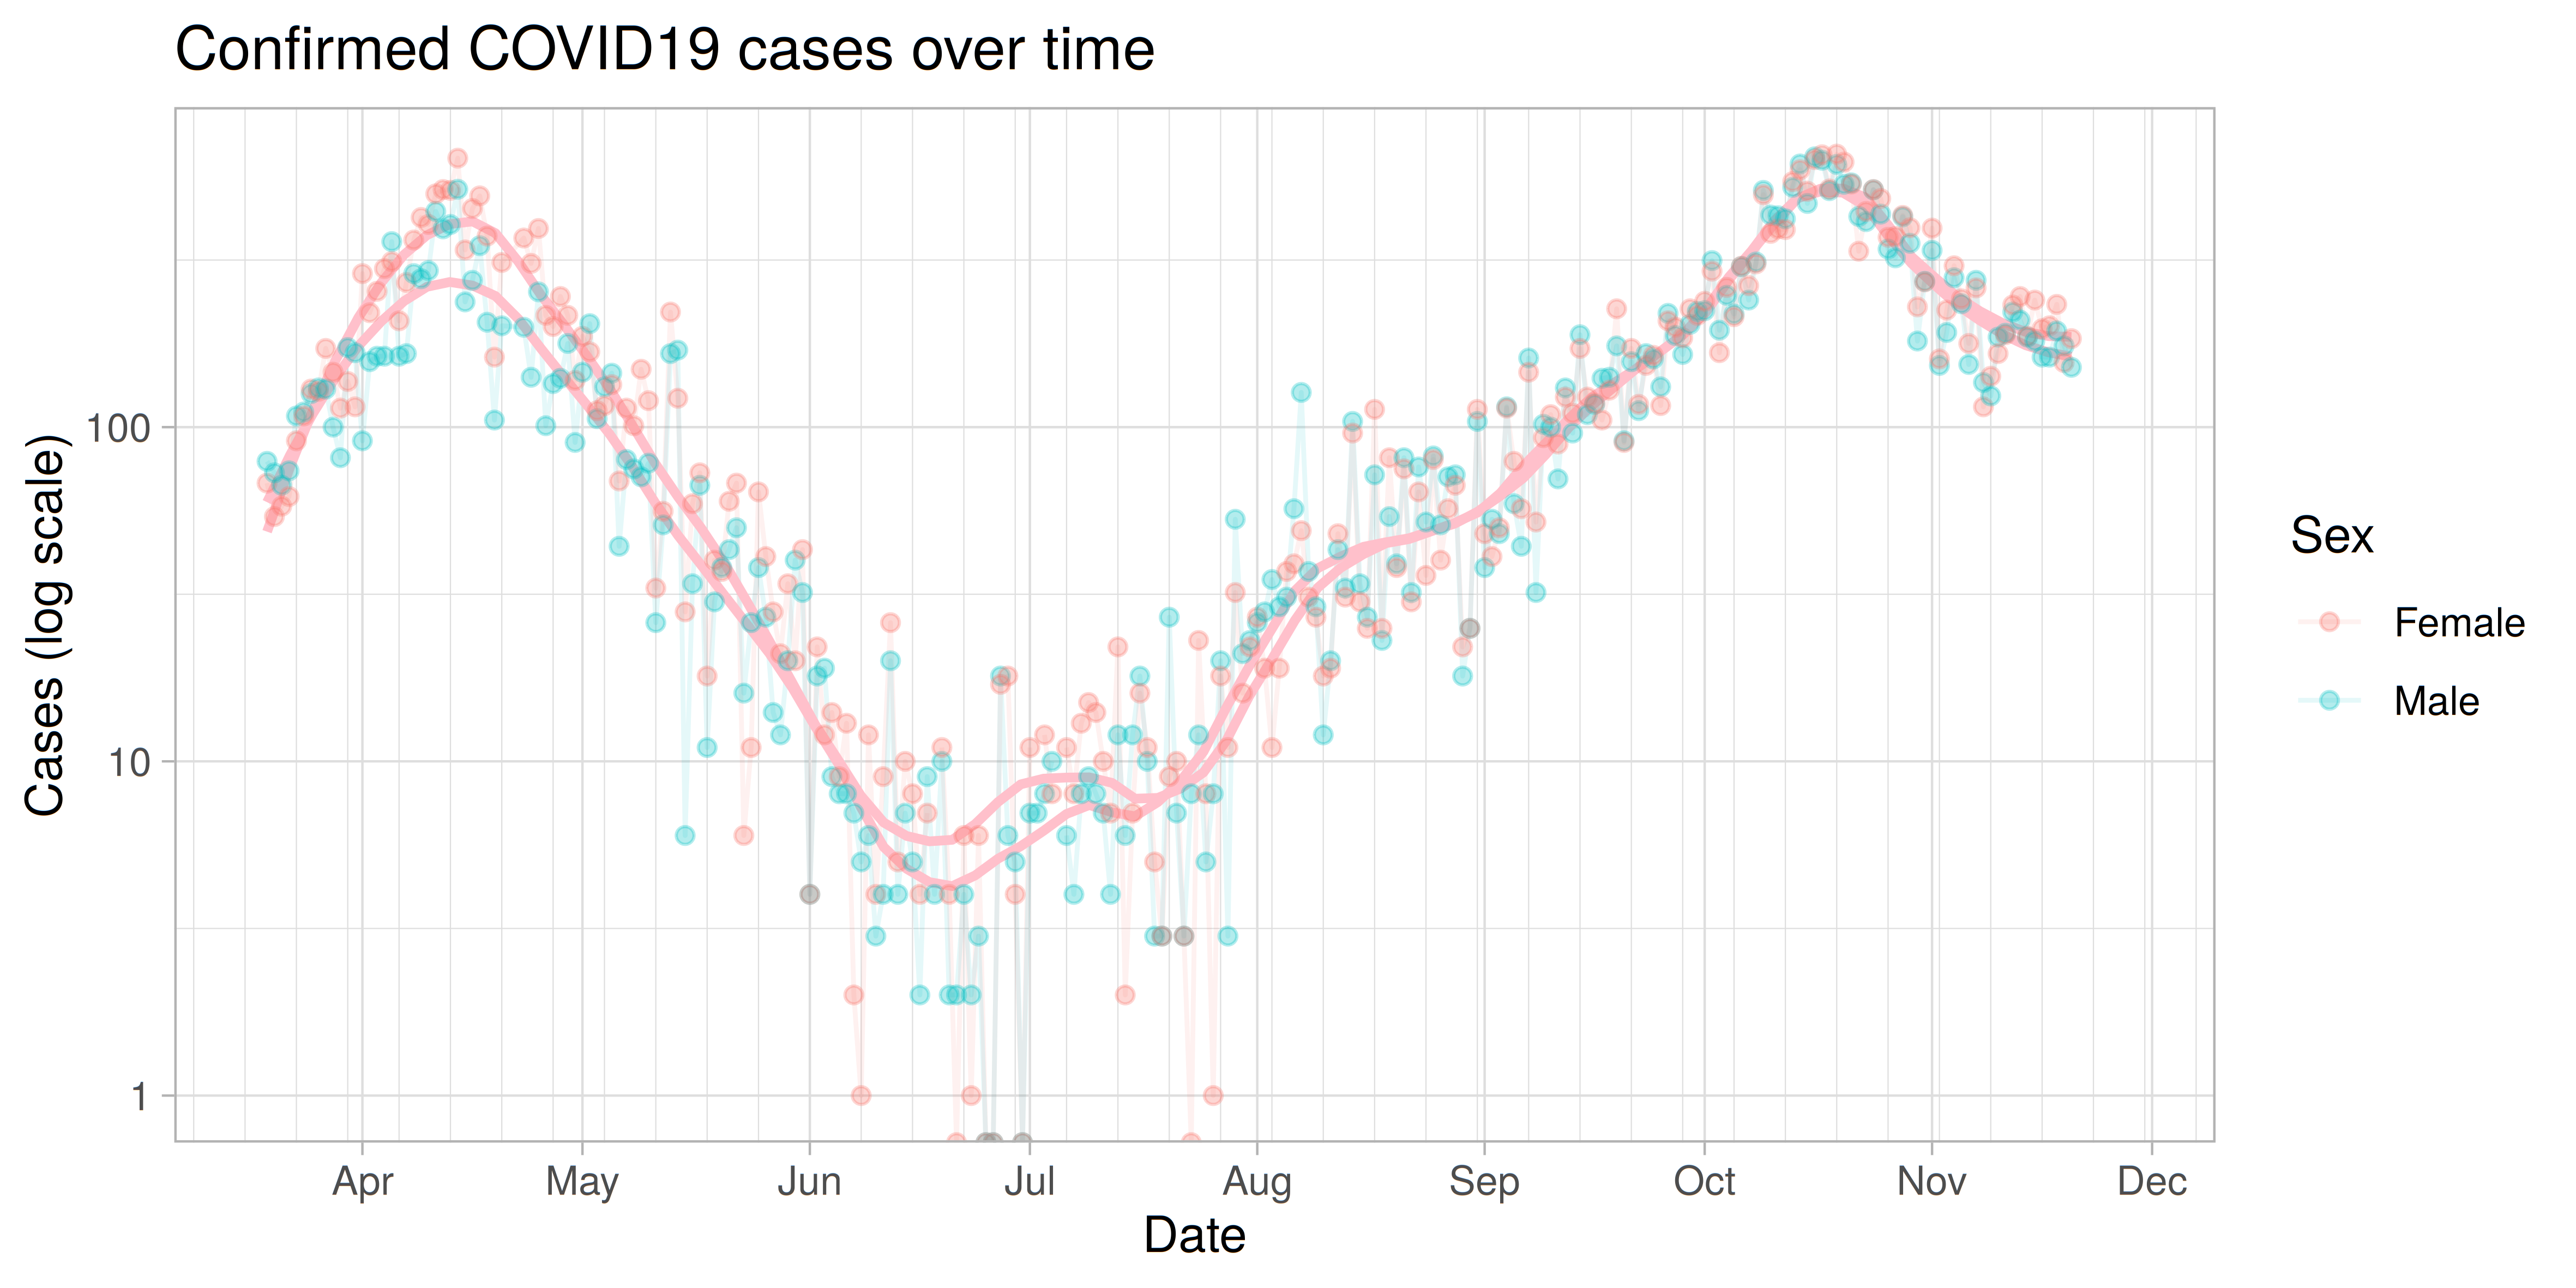 Confirmed COVID19 cases over time
Cases (log scale)
100
10
1
Apr May Jun Jul Aug Sep Oct Nov Dec
Date
Sex
Female
Male